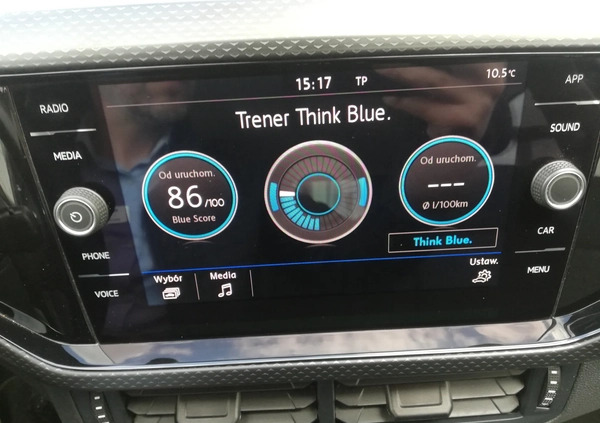 15:17 TP 10.5°C
Trener Think Blue.
Od uruchom.
86/100
Blue Score
Od uruchom.
---
Ø l/100km
Think Blue.
Wybór
Media
Ustaw.
RADIO
MEDIA
PHONE
VOICE
APP
SOUND
CAR
MENU